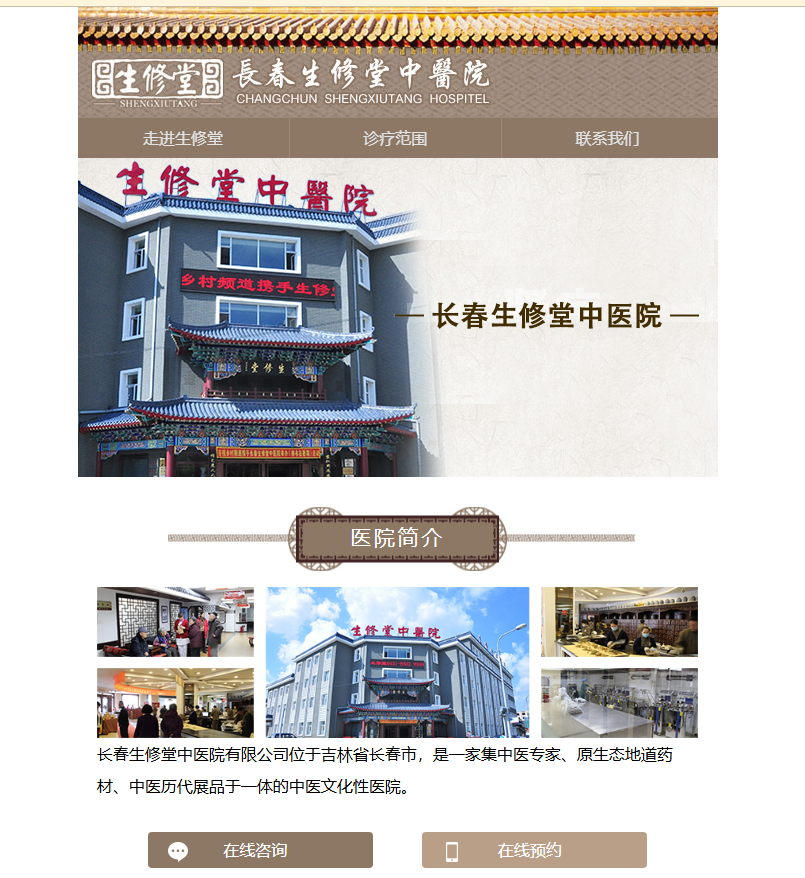 生修堂
SHENGXIUTANG
長春生修堂中醫院
CHANGCHUN SHENGXIUTANG HOSPITEL
走进生修堂
诊疗范围
联系我们
生修堂中醫院
乡村频道携手生修
堂修生
— 长春生修堂中医院 —
医院简介
生修堂中醫院
长春生修堂中医院有限公司位于吉林省长春市，是一家集中医专家、原生态地道药
材、中医历代展品于一体的中医文化性医院。
在线咨询
在线预约